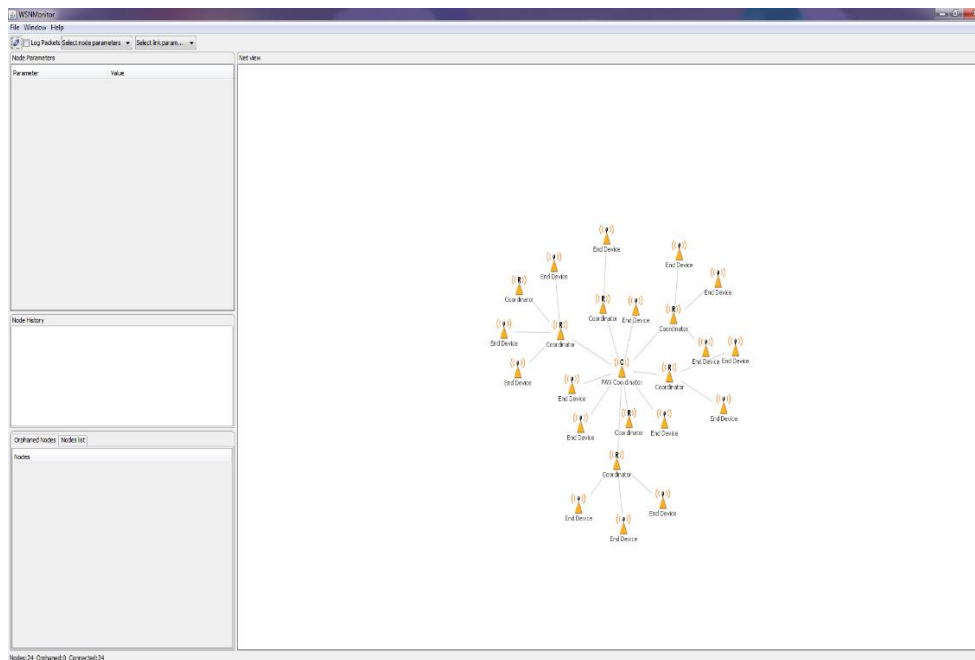 WSNMonitor
File Window Help
Log Packets Select node parameters Select link param...
Node Parameters
Net view
Parameter Value
Node History
Orphaned Nodes Nodes list
Nodes
End Device
End Device
End Device
End Device
End Device
Coordinator
Coordinator
End Device
Coordinator
End Device
Coordinator
End Device End Device
End Device
PAN Coordinator
Coordinator
End Device
End Device
End Device
Coordinator
End Device
Coordinator
End Device
End Device
End Device
Nodes:24 Orphaned:0 Connected:24